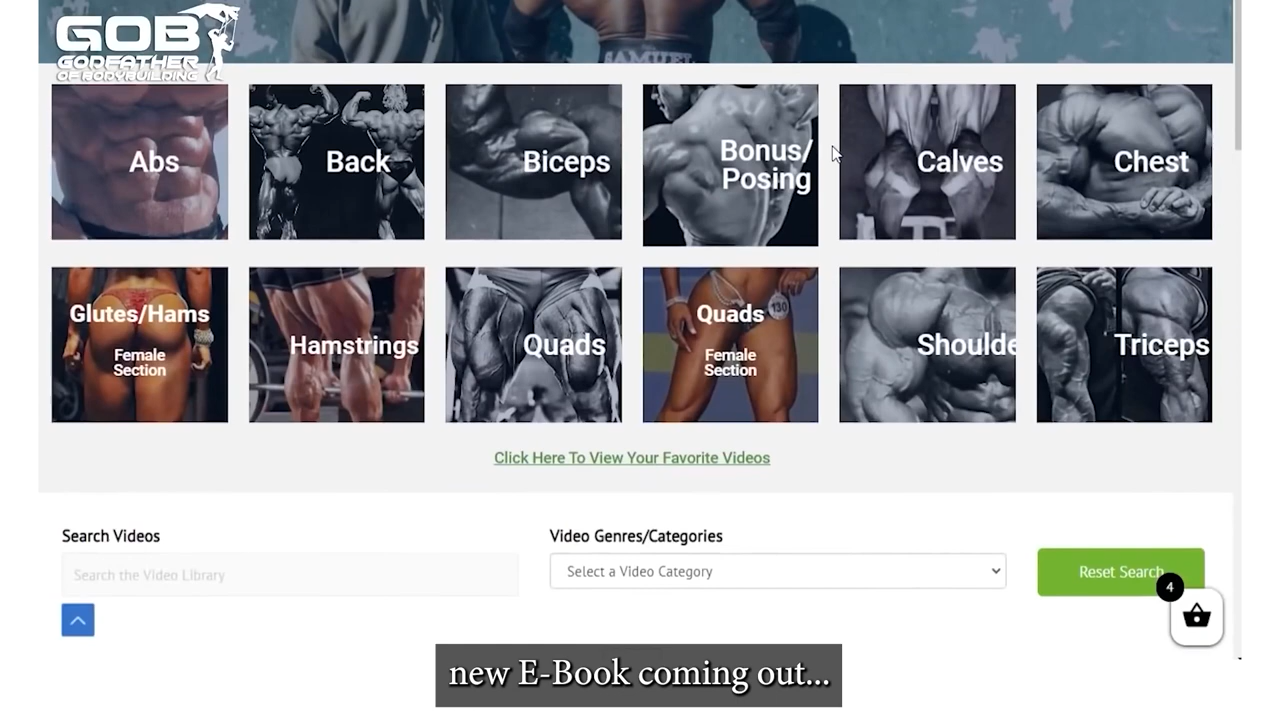 GOB
GODFATHER
OF BODYBUILDING
SAMUEL
Abs
Back
Biceps
Bonus/
Posing
Calves
Chest
Glutes/Hams
Female
Section
Hamstrings
Quads
Quads
130
Female
Section
Shoulde
Triceps
Click Here To View Your Favorite Videos
Search Videos
Video Genres/Categories
Search the Video Library
Select a Video Category
Reset Search
4
new E-Book coming out...